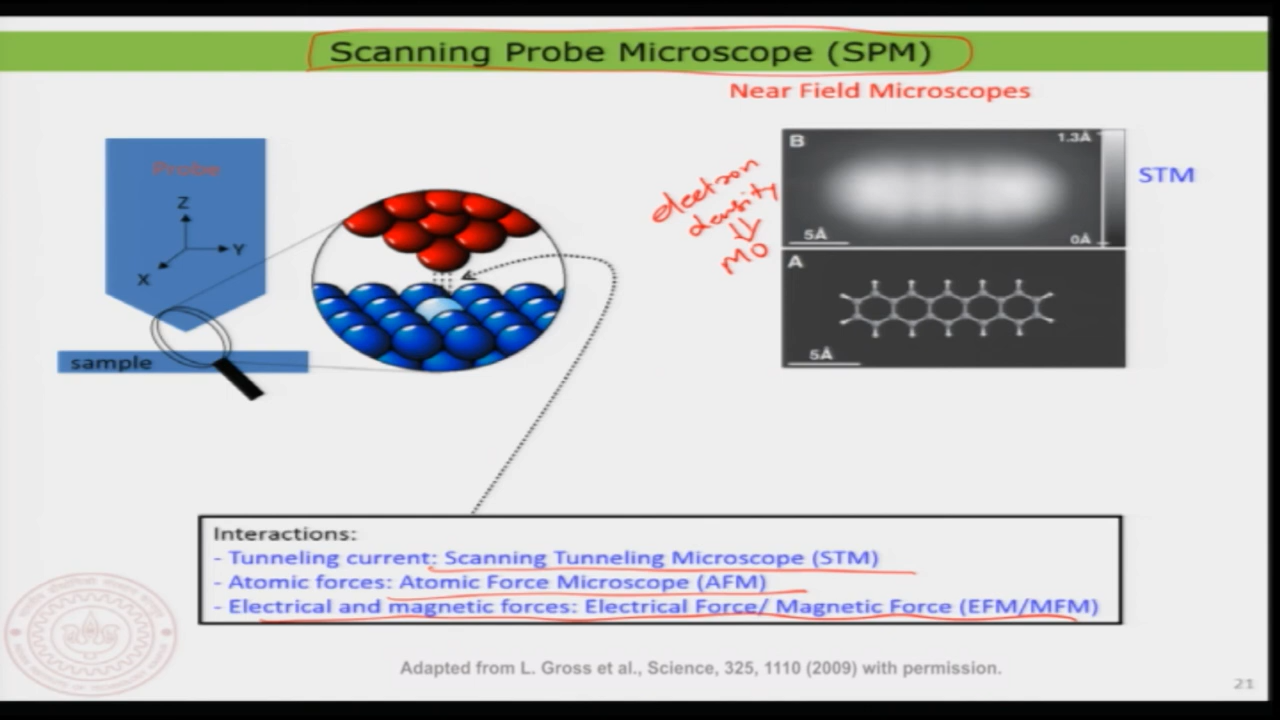 Scanning Probe Microscope (SPM)
Near Field Microscopes
Probe
Z
Y
X
sample
electron
density
MO
B
1.3Å
5Å
0Å
STM
A
5Å
Interactions:
- Tunneling current: Scanning Tunneling Microscope (STM)
- Atomic forces: Atomic Force Microscope (AFM)
- Electrical and magnetic forces: Electrical Force/ Magnetic Force (EFM/MFM)
Adapted from L. Gross et al., Science, 325, 1110 (2009) with permission.
21